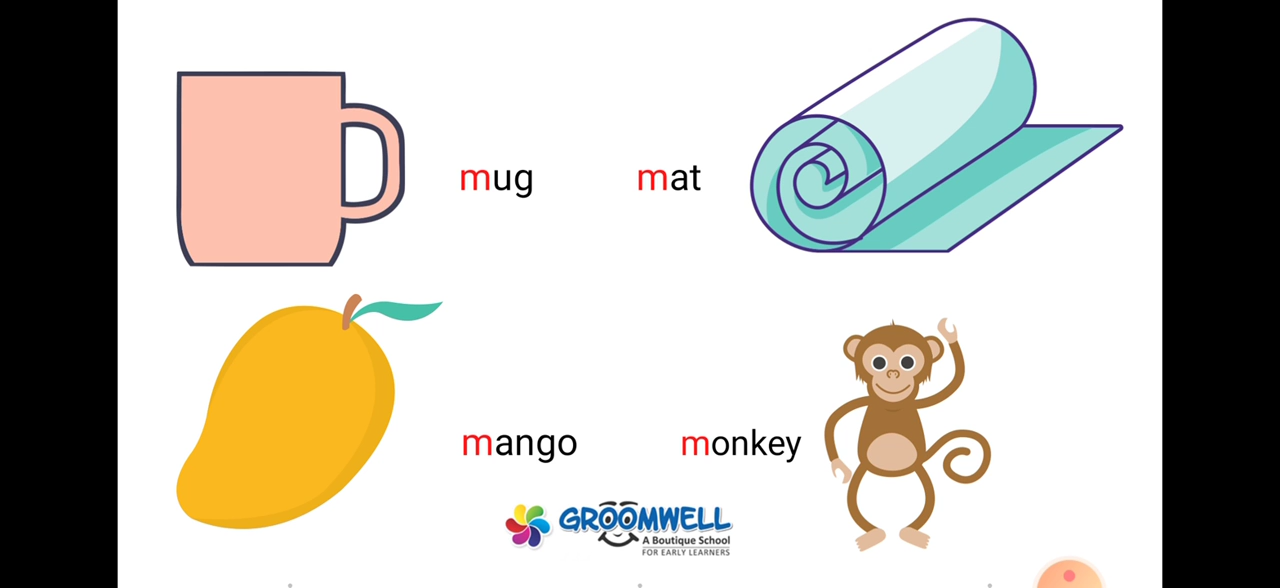 mug
mat
mango
monkey
GROOMWELL
A Boutique School
FOR EARLY LEARNERS